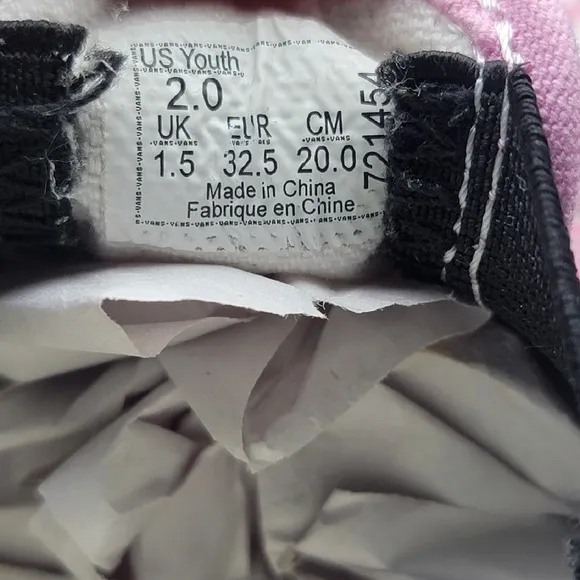 US Youth
2.0
UK EUR CM
1.5 32.5 20.0
Made in China
Fabrique en Chine
721454